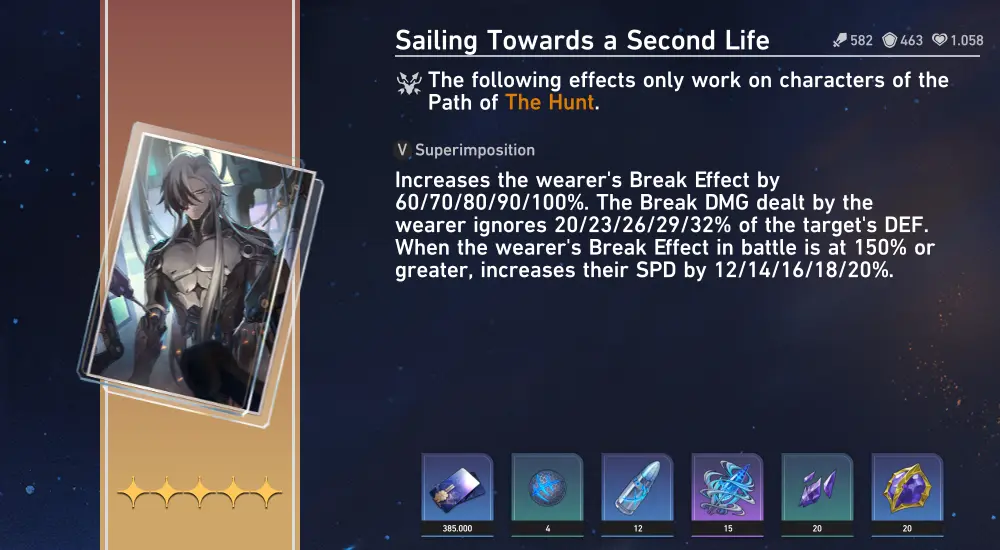 Sailing Towards a Second Life
582 463 1.058
The following effects only work on characters of the
Path of The Hunt.
V Superimposition
Increases the wearer's Break Effect by
60/70/80/90/100%. The Break DMG dealt by the
wearer ignores 20/23/26/29/32% of the target's DEF.
When the wearer's Break Effect in battle is at 150% or
greater, increases their SPD by 12/14/16/18/20%.
385.000 4 12 15 20 20